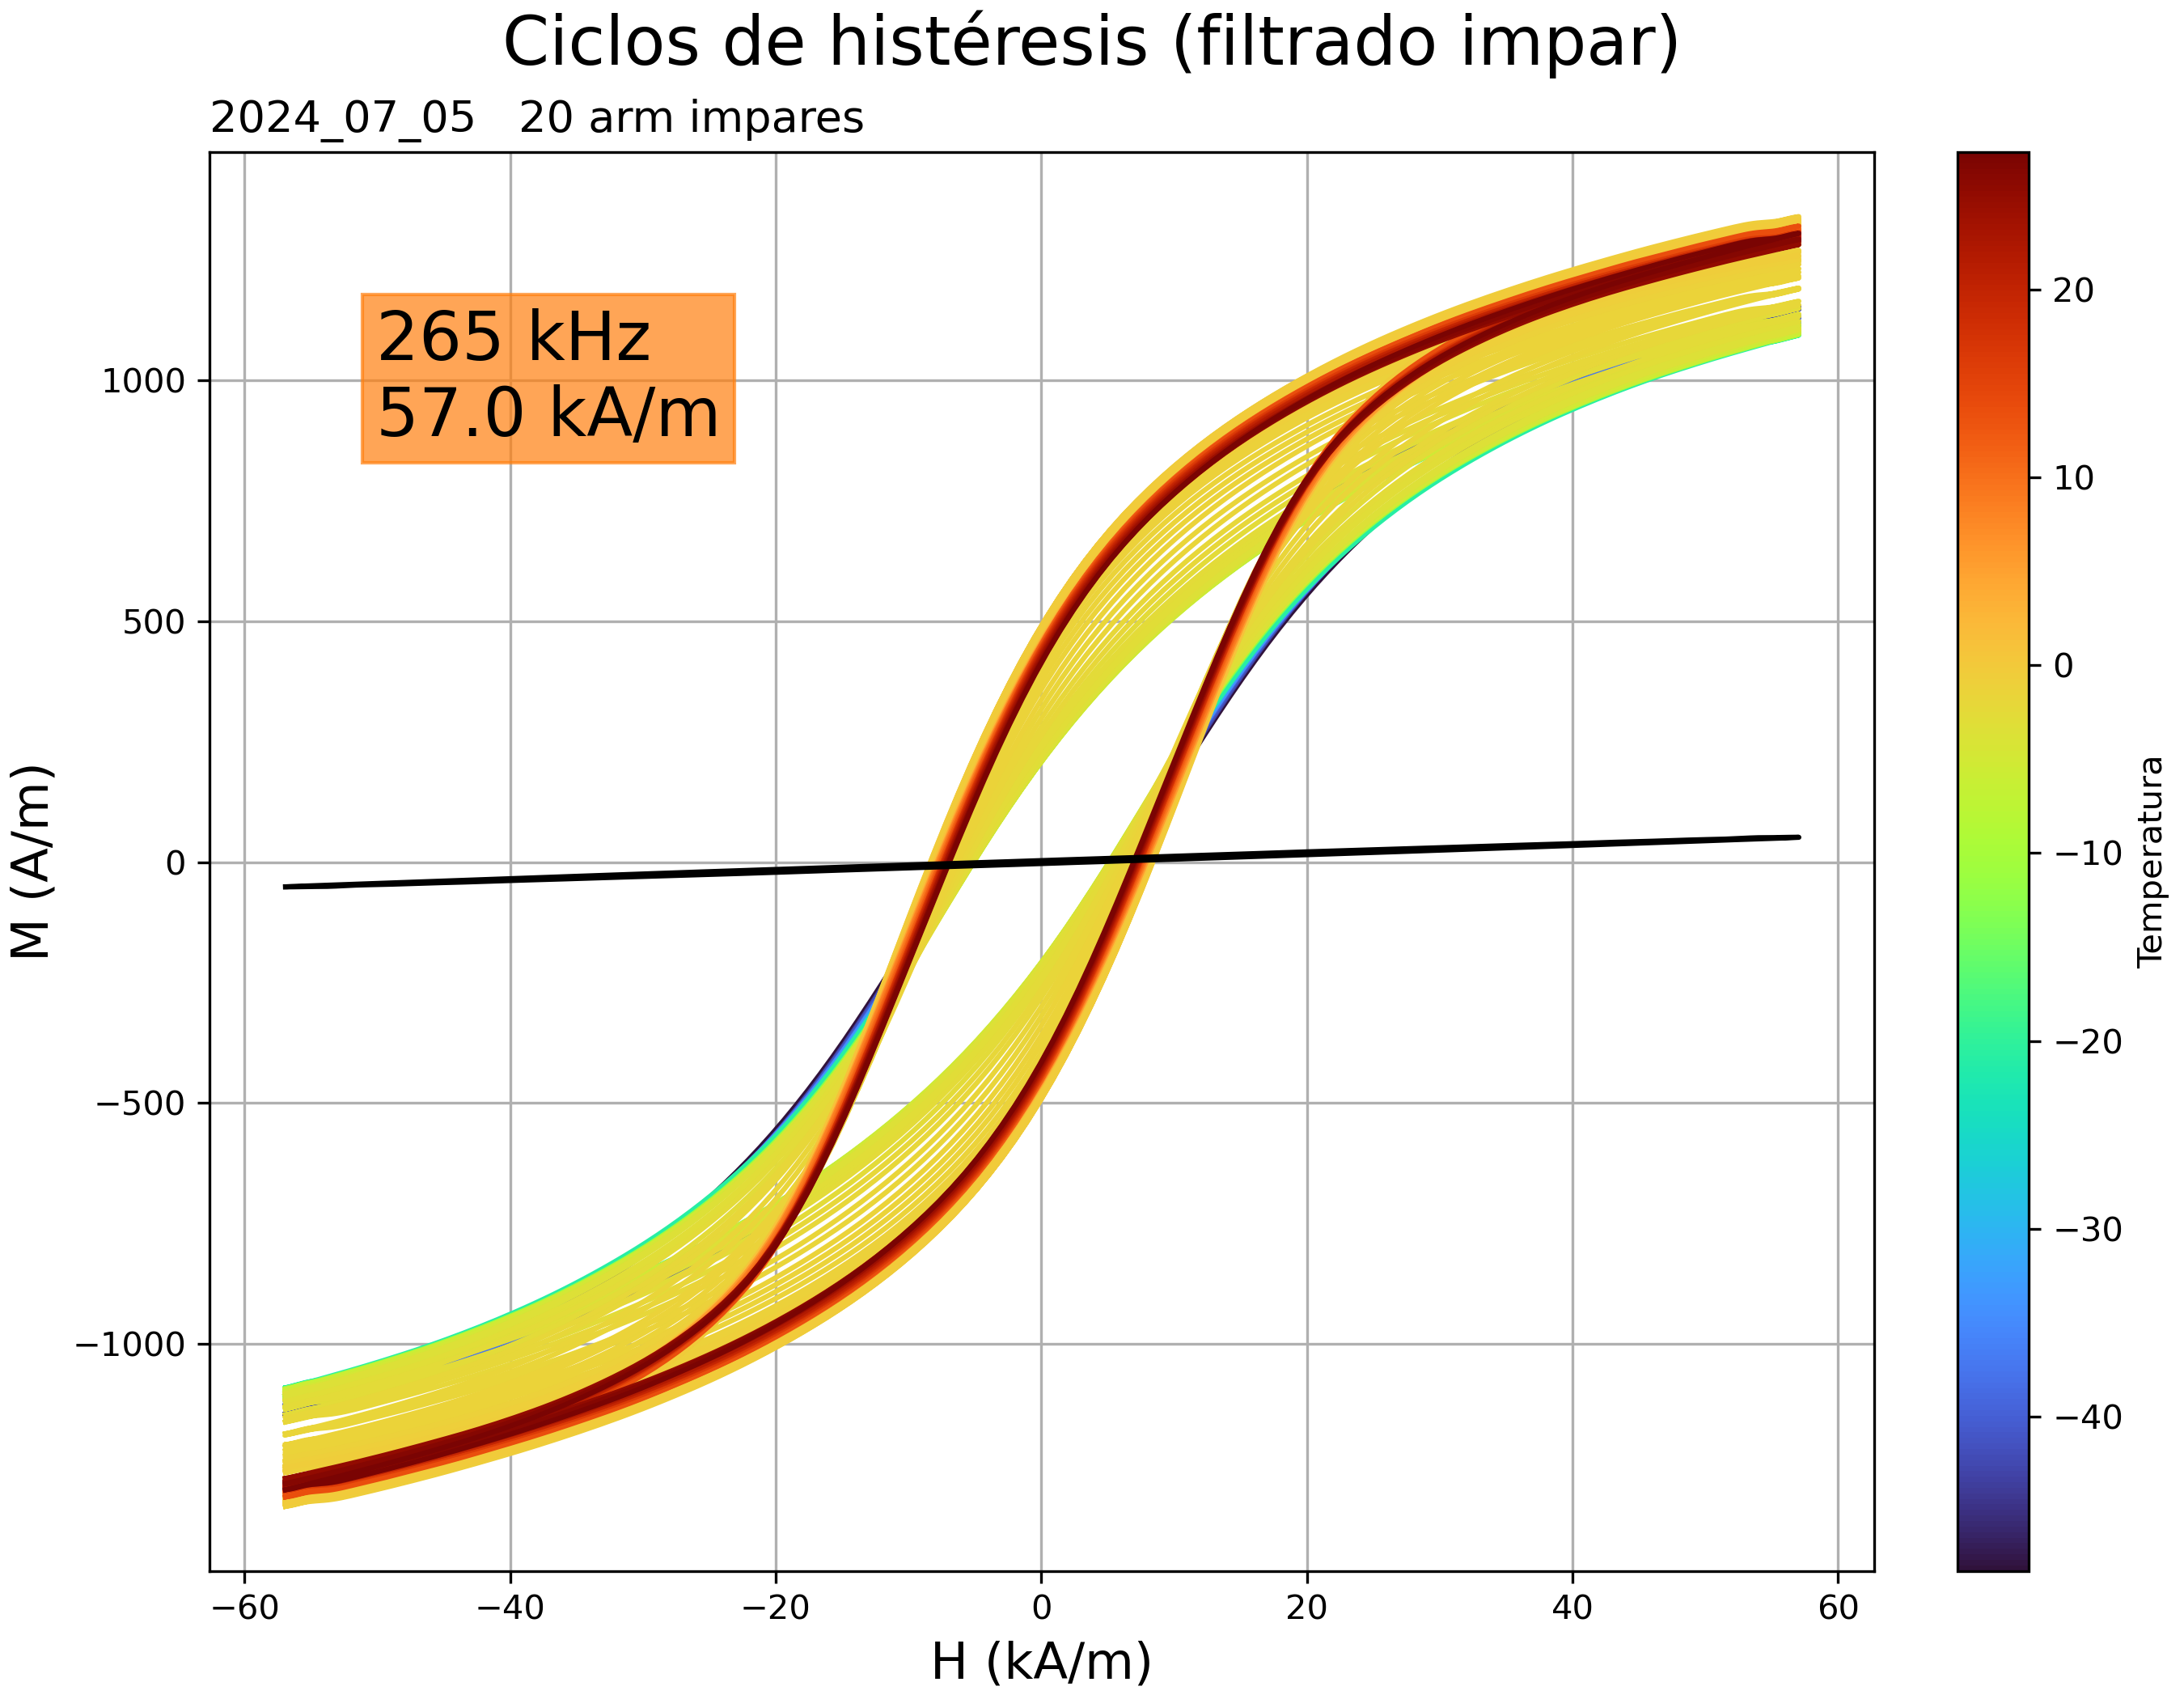 Ciclos de histéresis (filtrado impar)
2024_07_05   20 arm impares
265 kHz
57.0 kA/m
M (A/m)
1000
500
0
−500
−1000
−60
−40
−20
0
20
40
60
H (kA/m)
20
10
0
−10
−20
−30
−40
Temperatura